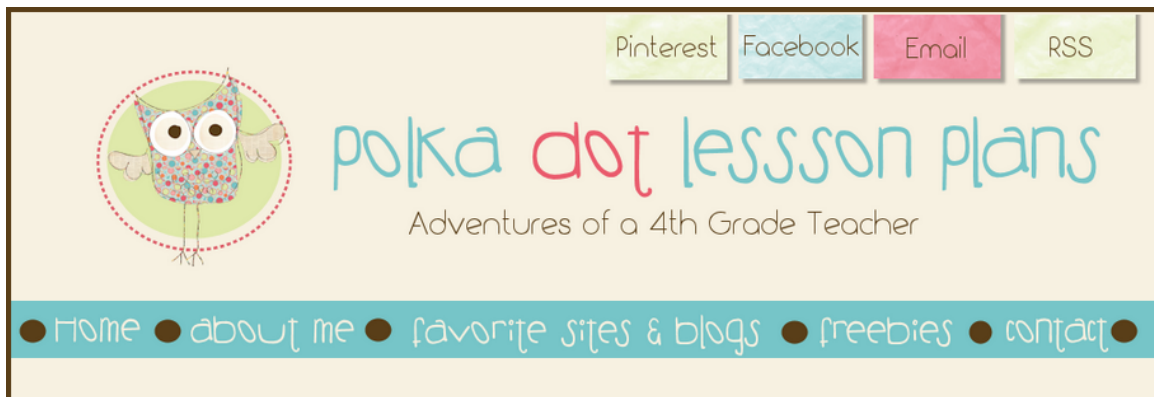 Pinterest Facebook Email RSS
polka dot lessson plans
Adventures of a 4th Grade Teacher
Home about me favorite sites & blogs freebies contact